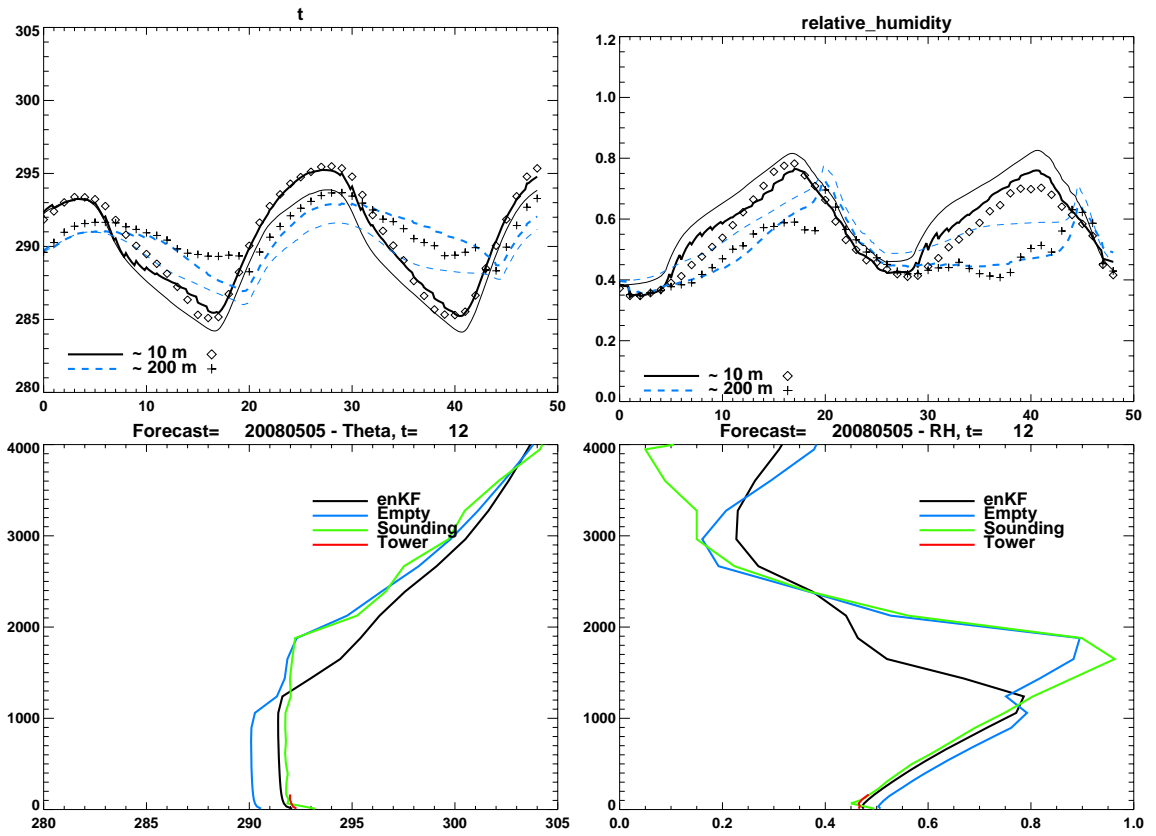 t
305
300
295
290
285
280
~ 10 m
~ 200 m
0 10 20 30 40 50
relative_humidity
1.2
1.0
0.8
0.6
0.4
0.2
0.0
~ 10 m
~ 200 m
0 10 20 30 40 50
Forecast= 20080505 - Theta, t= 12
4000
3000
2000
1000
0
enKF
Empty
Sounding
Tower
280 285 290 295 300 305
Forecast= 20080505 - RH, t= 12
4000
3000
2000
1000
0
enKF
Empty
Sounding
Tower
0.0 0.2 0.4 0.6 0.8 1.0